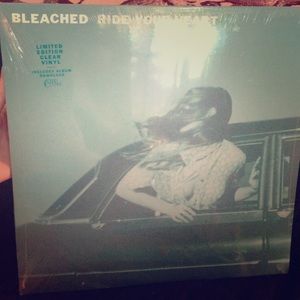 BLEACHED RIDE YOUR HEART
LIMITED
EDITION
CLEAR
VINYL
INCLUDES ALBUM
DOWNLOAD